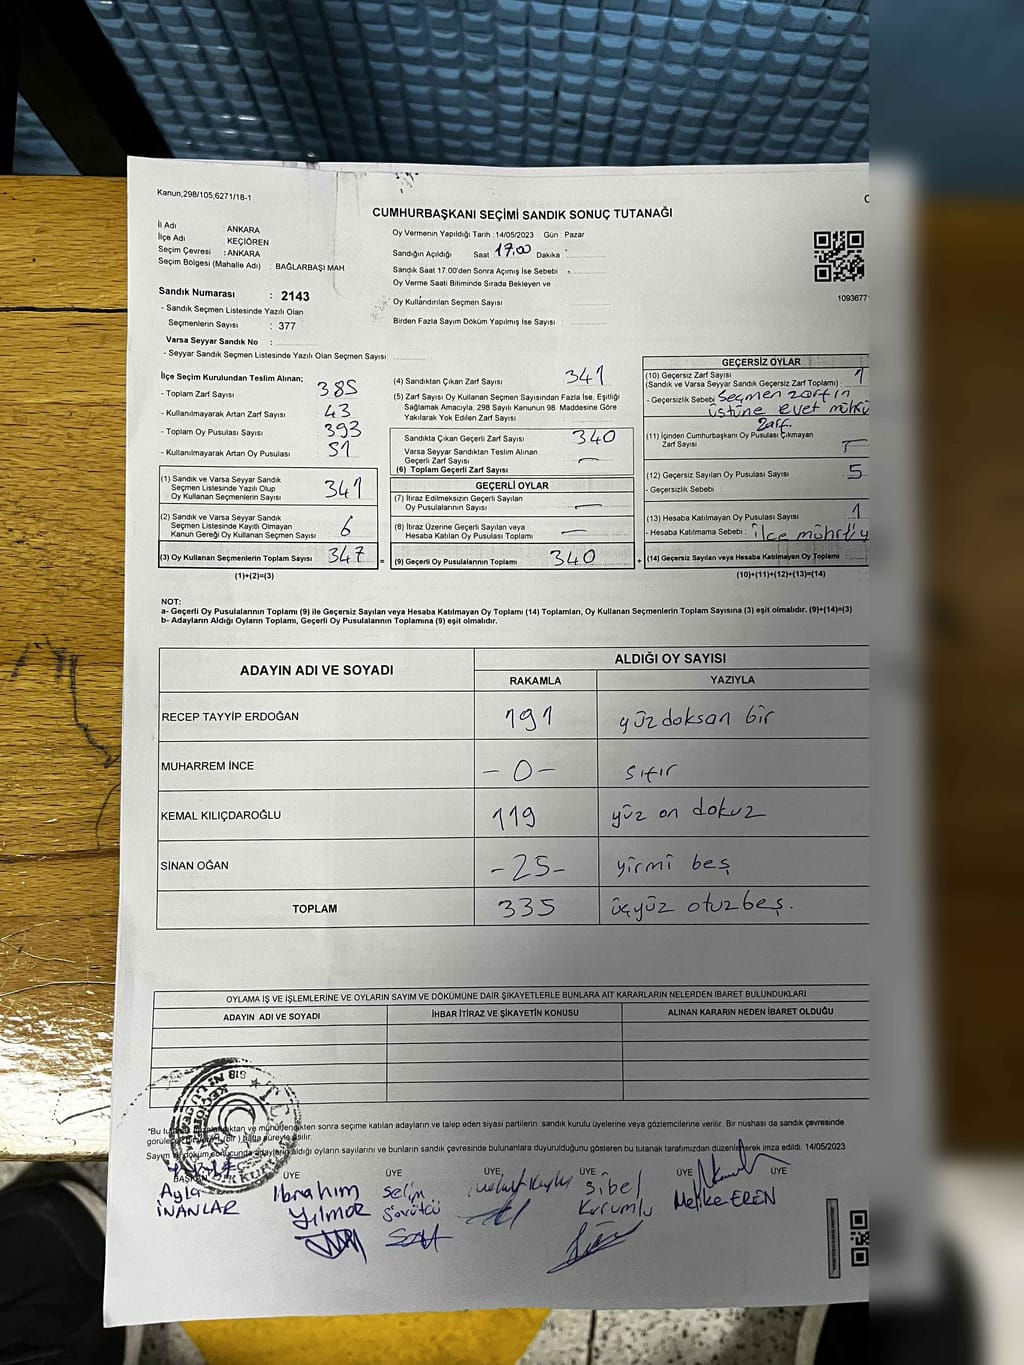 Kanun,298/105,6271/18-1
CUMHURBAŞKANI SEÇİMİ SANDIK SONUÇ TUTANAĞI
İl Adı : ANKARA
İlçe Adı : KEÇİÖREN
Seçim Çevresi : ANKARA
Seçim Bölgesi (Mahalle Adı) : BAĞLARBAŞI MAH
Oy Vermenin Yapıldığı Tarih :14/05/2023 Gün : Pazar
Sandığın Açıldığı Saat 17.00 Dakika :
Sandık Saat 17.00'den Sonra Açımış İse Sebebi
Oy Verme Saati Bitiminde Sırada Bekleyen ve
Oy Kullandırılan Seçmen Sayısı :
Birden Fazla Sayım Döküm Yapılmış İse Sayısı :
1093677
Sandık Numarası : 2143
- Sandık Seçmen Listesinde Yazılı Olan
Seçmenlerin Sayısı : 377
Varsa Seyyar Sandık No :
- Seyyar Sandık Seçmen Listesinde Yazılı Olan Seçmen Sayısı:
İlçe Seçim Kurulundan Teslim Alınan;
- Toplam Zarf Sayısı 385
- Kullanılmayarak Artan Zarf Sayısı 43
- Toplam Oy Pusulası Sayısı 393
- Kullanılmayarak Artan Oy Pusulası 51
(1) Sandık ve Varsa Seyyar Sandık
Seçmen Listesinde Yazılı Olup
Oy Kullanan Seçmenlerin Sayısı 341
(2) Sandık ve Varsa Seyyar Sandık
Seçmen Listesinde Kayıtlı Olmayan
Kanun Gereği Oy Kullanan Seçmen Sayısı 6
(3) Oy Kullanan Seçmenlerin Toplam Sayısı 347
(1)+(2)=(3)
(4) Sandıktan Çıkan Zarf Sayısı 341
(5) Zarf Sayısı Oy Kullanan Seçmen Sayısından Fazla İse, Eşitliği
Sağlamak Amacıyla, 298 Sayılı Kanunun 98. Maddesine Göre
Yakılarak Yok Edilen Zarf Sayısı
Sandıkta Çıkan Geçerli Zarf Sayısı 340
Varsa Seyyar Sandıktan Teslim Alınan
Geçerli Zarf Sayısı —
(6) Toplam Geçerli Zarf Sayısı
GEÇERLİ OYLAR
(7) İtiraz Edilmeksizin Geçerli Sayılan
Oy Pusulalarının Sayısı —
(8) İtiraz Üzerine Geçerli Sayılan veya
Hesaba Katılan Oy Pusulası Toplamı —
= (9) Geçerli Oy Pusulalarının Toplamı 340
GEÇERSİZ OYLAR
(10) Geçersiz Zarf Sayısı 1
(Sandık ve Varsa Seyyar Sandık Geçersiz Zarf Toplamı) :
- Geçersizlik Sebebi Seçmen zarfın
üstüne evet
zarf.
(11) İçinden Cumhurbaşkanı Oy Pusulası Çıkmayan
Zarf Sayısı
(12) Geçersiz Sayılan Oy Pusulası Sayısı 5
- Geçersizlik Sebebi
(13) Hesaba Katılmayan Oy Pusulası Sayısı 1
- Hesaba Katılmama Sebebi : ilçe
+ (14) Geçersiz Sayılan veya Hesaba Katılmayan Oy Toplamı :
(10)+(11)+(12)+(13)=(14)
NOT:
a- Geçerli Oy Pusulalarının Toplamı (9) ile Geçersiz Sayılan veya Hesaba Katılmayan Oy Toplamı (14) Toplamları, Oy Kullanan Seçmenlerin Toplam Sayısına (3) eşit olmalıdır. (9)+(14)=(3)
b- Adayların Aldığı Oyların Toplamı, Geçerli Oy Pusulalarının Toplamına (9) eşit olmalıdır.
ADAYIN ADI VE SOYADI ALDIĞI OY SAYISI
RAKAMLA YAZIYLA
RECEP TAYYİP ERDOĞAN 191 yüz doksan bir
MUHARREM İNCE -0- sıfır
KEMAL KILIÇDAROĞLU 119 yüz on dokuz
SİNAN OĞAN -25- yirmi beş
TOPLAM 335 üçyüz otuzbeş.
OYLAMA İŞ VE İŞLEMLERİNE VE OYLARIN SAYIM VE DÖKÜMÜNE DAİR ŞİKAYETLERLE BUNLARA AİT KARARLARIN NELERDEN İBARET BULUNDUKLARI
ADAYIN ADI VE SOYADI İHBAR İTİRAZ VE ŞİKAYETİN KONUSU ALINAN KARARIN NEDEN İBARET OLDUĞU
*Bu sonra seçime katılan adayların ve talep eden siyasi partilerin sandık kurulu üyelerine veya gözlemcilerine verilir. Bir nüshası da sandık çevresinde
hafta süreyle asılır.
Sayım ve döküm sonucunda adayların aldığı oyların sayılarını ve bunların sandık çevresinde bulunanlara duyurulduğunu gösteren bu tutanak tarafımızdan düzenlenerek imza edildi. 14/05/2023
BAŞKAN ÜYE ÜYE ÜYE ÜYE ÜYE ÜYE
Ayla İbrahim Selim Sibel Melike EREN
İNANLAR Yılmaz Kurumlu